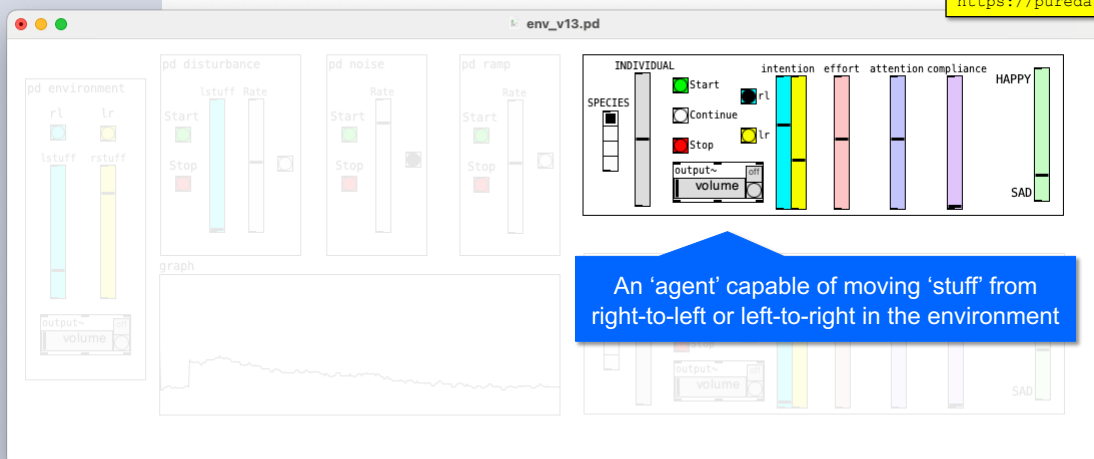 https://pureda
env_v13.pd
pd environment
rl lr
lstuff rstuff
output~ off
volume
pd disturbance
lstuff Rate
Start
Stop
pd noise
Rate
Start
Stop
pd ramp
Rate
Start
Stop
graph
INDIVIDUAL
SPECIES
Start
Continue
Stop
rl
lr
output~ off
volume
intention effort attention compliance
HAPPY
SAD
An ‘agent’ capable of moving ‘stuff’ from
right-to-left or left-to-right in the environment
output~ off
volume
SAD